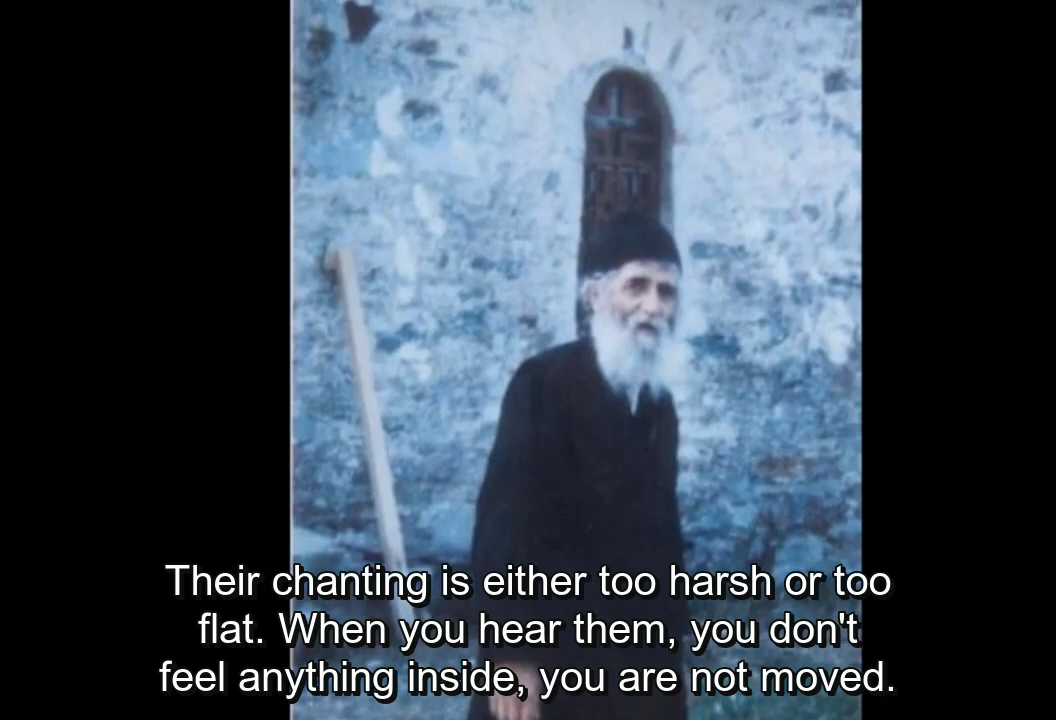 Their chanting is either too harsh or too
flat. When you hear them, you don't
feel anything inside, you are not moved.